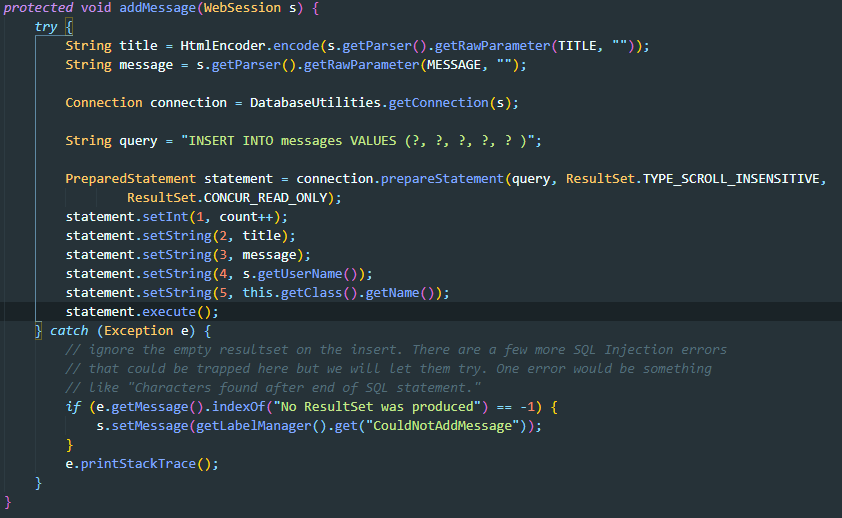 protected void addMessage(WebSession s) {
try {
String title = HtmlEncoder.encode(s.getParser().getRawParameter(TITLE, ""));
String message = s.getParser().getRawParameter(MESSAGE, "");
Connection connection = DatabaseUtilities.getConnection(s);
String query = "INSERT INTO messages VALUES (?, ?, ?, ?, ? )";
PreparedStatement statement = connection.prepareStatement(query, ResultSet.TYPE_SCROLL_INSENSITIVE,
ResultSet.CONCUR_READ_ONLY);
statement.setInt(1, count++);
statement.setString(2, title);
statement.setString(3, message);
statement.setString(4, s.getUserName());
statement.setString(5, this.getClass().getName());
statement.execute();
} catch (Exception e) {
// ignore the empty resultset on the insert. There are a few more SQL Injection errors
// that could be trapped here but we will let them try. One error would be something
// like "Characters found after end of SQL statement."
if (e.getMessage().indexOf("No ResultSet was produced") == -1) {
s.setMessage(getLabelManager().get("CouldNotAddMessage"));
}
e.printStackTrace();
}
}